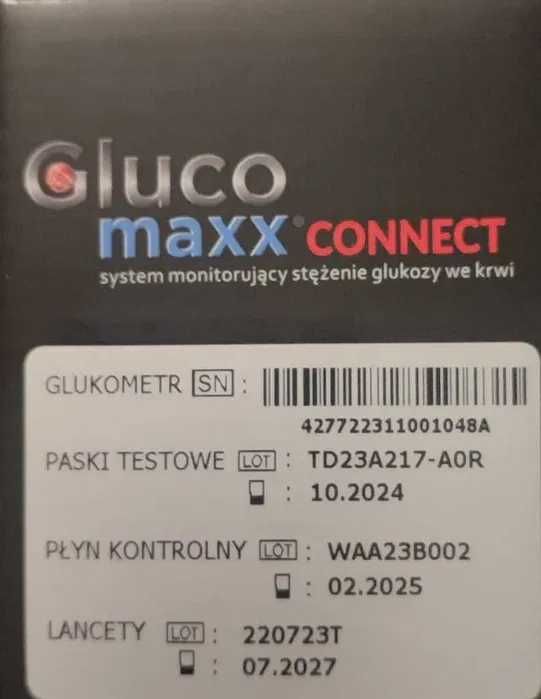 Gluco
maxx® CONNECT
system monitorujący stężenie glukozy we krwi
GLUKOMETR SN :
427722311001048A
PASKI TESTOWE LOT : TD23A217-A0R
: 10.2024
PŁYN KONTROLNY LOT : WAA23B002
: 02.2025
LANCETY LOT : 220723T
: 07.2027